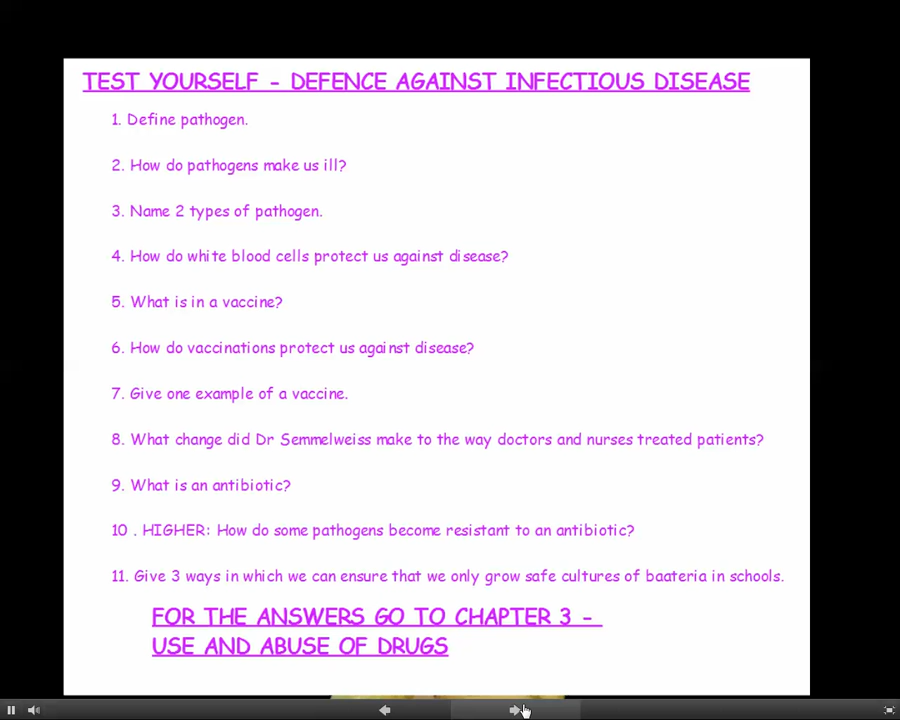 TEST YOURSELF - DEFENCE AGAINST INFECTIOUS DISEASE
1. Define pathogen.
2. How do pathogens make us ill?
3. Name 2 types of pathogen.
4. How do white blood cells protect us against disease?
5. What is in a vaccine?
6. How do vaccinations protect us against disease?
7. Give one example of a vaccine.
8. What change did Dr Semmelweiss make to the way doctors and nurses treated patients?
9. What is an antibiotic?
10 . HIGHER: How do some pathogens become resistant to an antibiotic?
11. Give 3 ways in which we can ensure that we only grow safe cultures of baateria in schools.
FOR THE ANSWERS GO TO CHAPTER 3 -
USE AND ABUSE OF DRUGS